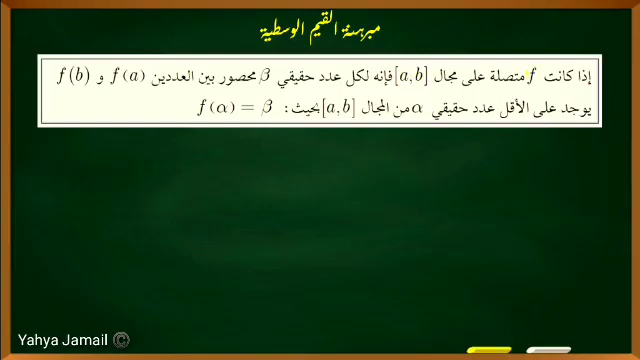 مبرهنة القيم الوسطية
إذا كانت f متصلة على مجال [a,b] فإنه لكل عدد حقيقي β محصور بين العددين f(a) و f(b)
يوجد على الأقل عدد حقيقي α من المجال [a,b] بحيث : f(α) = β
Yahya Jamail ©